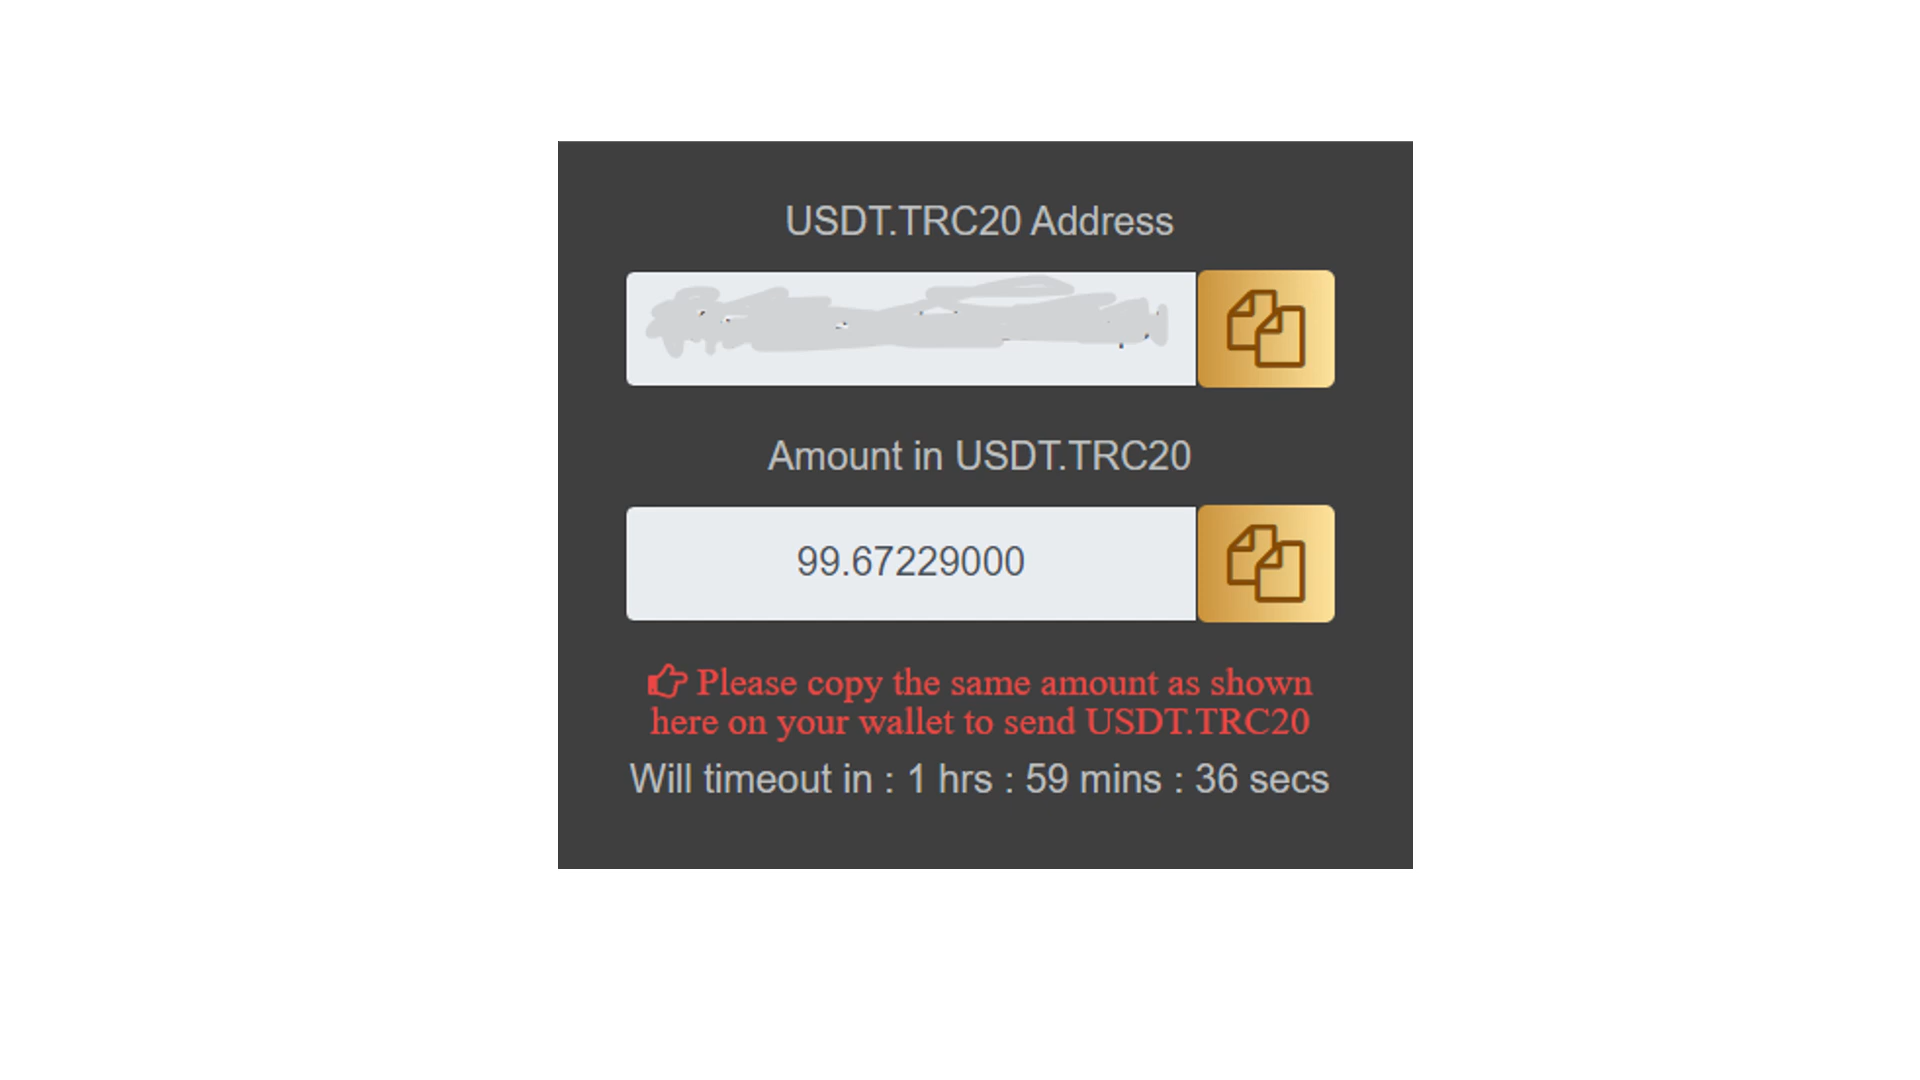 USDT.TRC20 Address
Amount in USDT.TRC20
99.67229000
Please copy the same amount as shown
here on your wallet to send USDT.TRC20
Will timeout in : 1 hrs : 59 mins : 36 secs